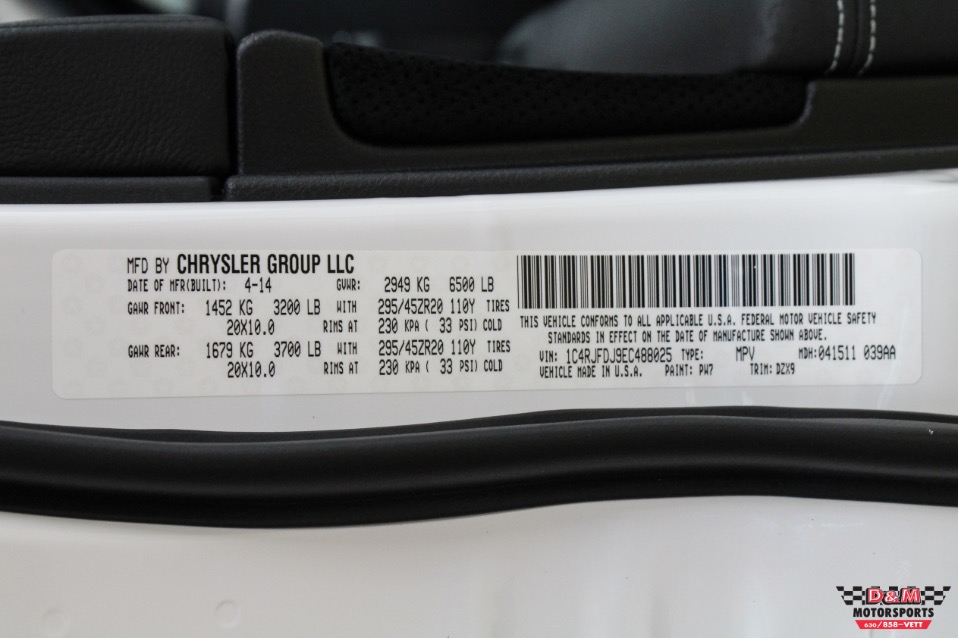 MFD BY CHRYSLER GROUP LLC
DATE OF MFR(BUILT): 4-14 GVWR: 2949 KG 6500 LB
GAWR FRONT: 1452 KG 3200 LB WITH 295/45ZR20 110Y TIRES
20X10.0 RIMS AT 230 KPA ( 33 PSI) COLD
GAWR REAR: 1679 KG 3700 LB WITH 295/45ZR20 110Y TIRES
20X10.0 RIMS AT 230 KPA ( 33 PSI) COLD
THIS VEHICLE CONFORMS TO ALL APPLICABLE U.S.A. FEDERAL MOTOR VEHICLE SAFETY
STANDARDS IN EFFECT ON THE DATE OF MANUFACTURE SHOWN ABOVE.
VIN: 1C4RJFDJ9EC488025 TYPE: MPV MDH:041511 039AA
VEHICLE MADE IN U.S.A. PAINT: PW7 TRIM: DZX9
D&M
MOTORSPORTS
630/858-VETT